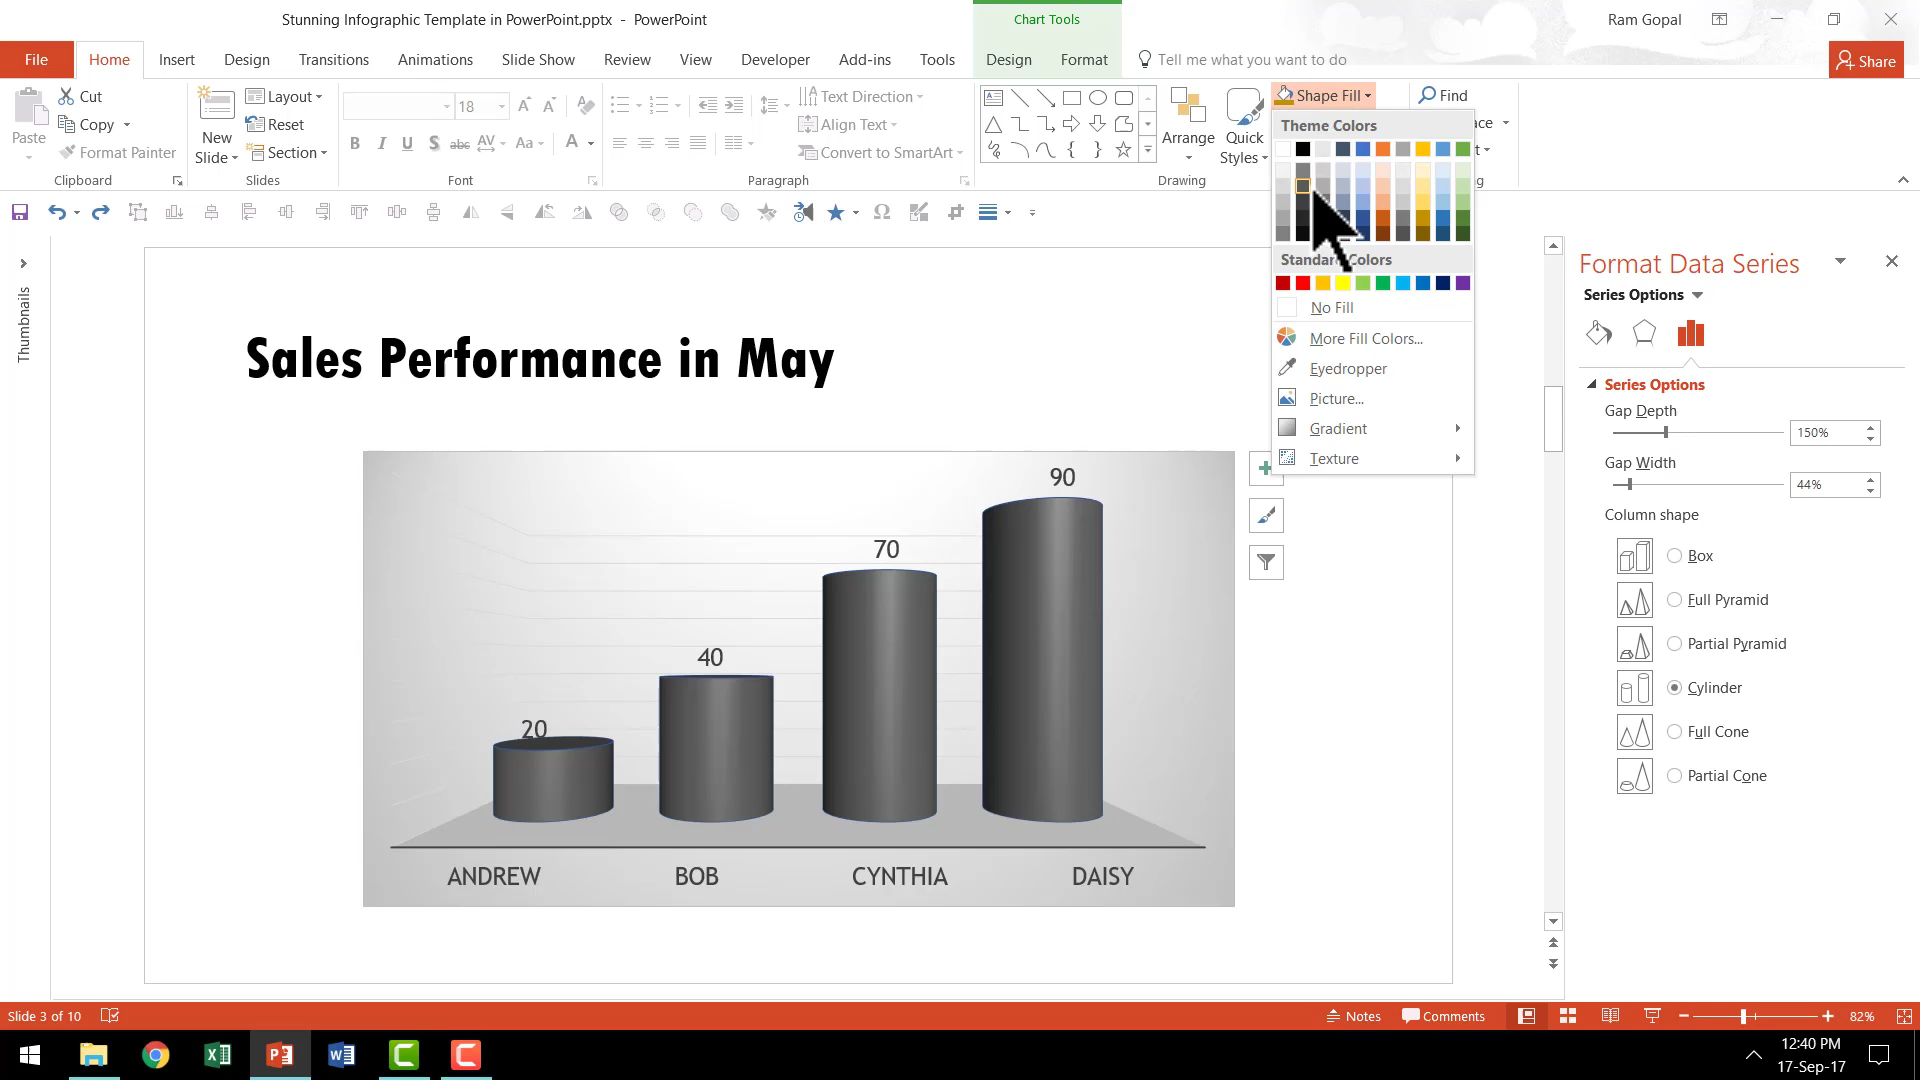 Stunning Infographic Template in PowerPoint.pptx - PowerPoint
Chart Tools
Ram Gopal
File
Home
Insert
Design
Transitions
Animations
Slide Show
Review
View
Developer
Add-ins
Tools
Design
Format
Tell me what you want to do
Share
Paste
Cut
Copy
Format Painter
Clipboard
New
Slide
Layout
Reset
Section
Slides
18
B I U S abc AV Aa A
Font
Text Direction
Align Text
Convert to SmartArt
Paragraph
Arrange
Quick
Styles
Drawing
Shape Fill
Find
Theme Colors
Standard Colors
No Fill
More Fill Colors...
Eyedropper
Picture...
Gradient
Texture
Thumbnails
Sales Performance in May
20
40
70
90
ANDREW
BOB
CYNTHIA
DAISY
Format Data Series
Series Options
Series Options
Gap Depth
150%
Gap Width
44%
Column shape
Box
Full Pyramid
Partial Pyramid
Cylinder
Full Cone
Partial Cone
Slide 3 of 10
Notes
Comments
82%
12:40 PM
17-Sep-17